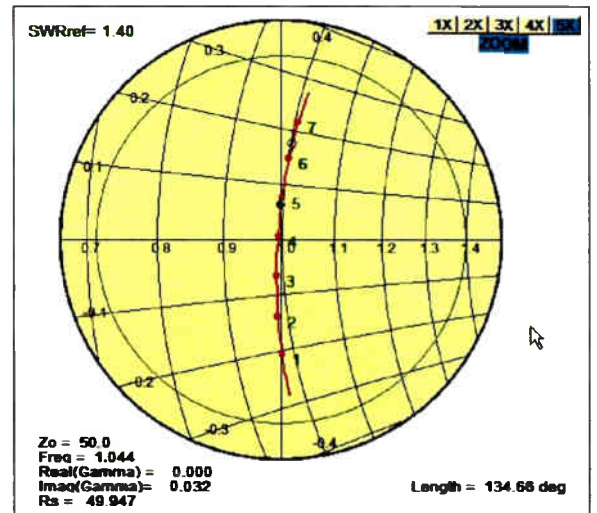 SWRref= 1.40
1X 2X 3X 4X 5X
ZOOM
0.4
0.3
0.2
0.1
7
6
5
4
0.7 0.8 0.9 1.1 1.2 1.3 1.4
3
2
1
-0.1
-0.2
-0.3
-0.4
Zo = 50.0
Freq = 1.044
Real(Gamma) = 0.000
Imag(Gamma)= 0.032
Rs = 49.947
Length = 134.66 deg